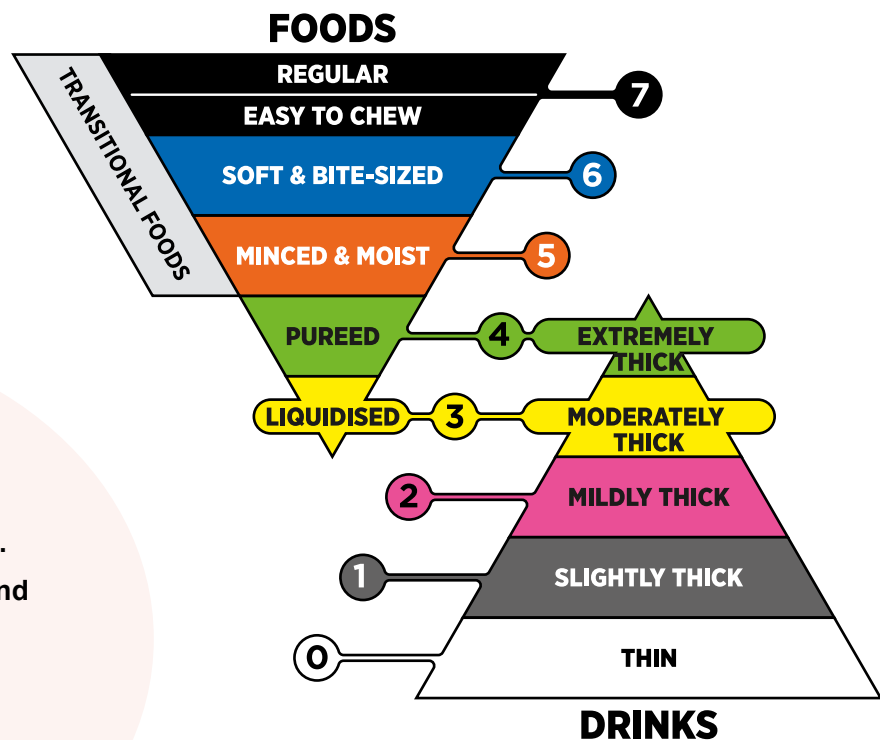 FOODS
REGULAR
EASY TO CHEW
7
TRANSITIONAL FOODS
SOFT & BITE-SIZED
6
MINCED & MOIST
5
PUREED
4
EXTREMELY
THICK
LIQUIDISED
3
MODERATELY
THICK
2
MILDLY THICK
.
nd
1
SLIGHTLY THICK
0
THIN
DRINKS